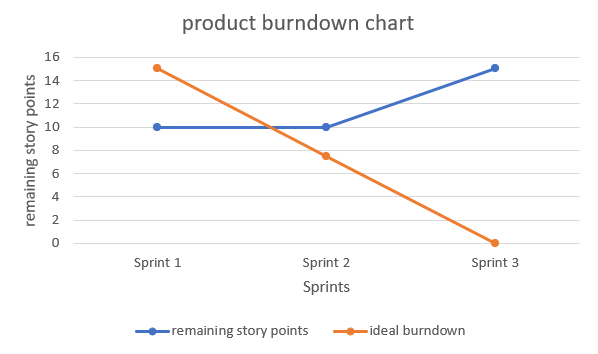 product burndown chart
remaining story points
16
14
12
10
8
6
4
2
0
Sprint 1 Sprint 2 Sprint 3
Sprints
remaining story points ideal burndown